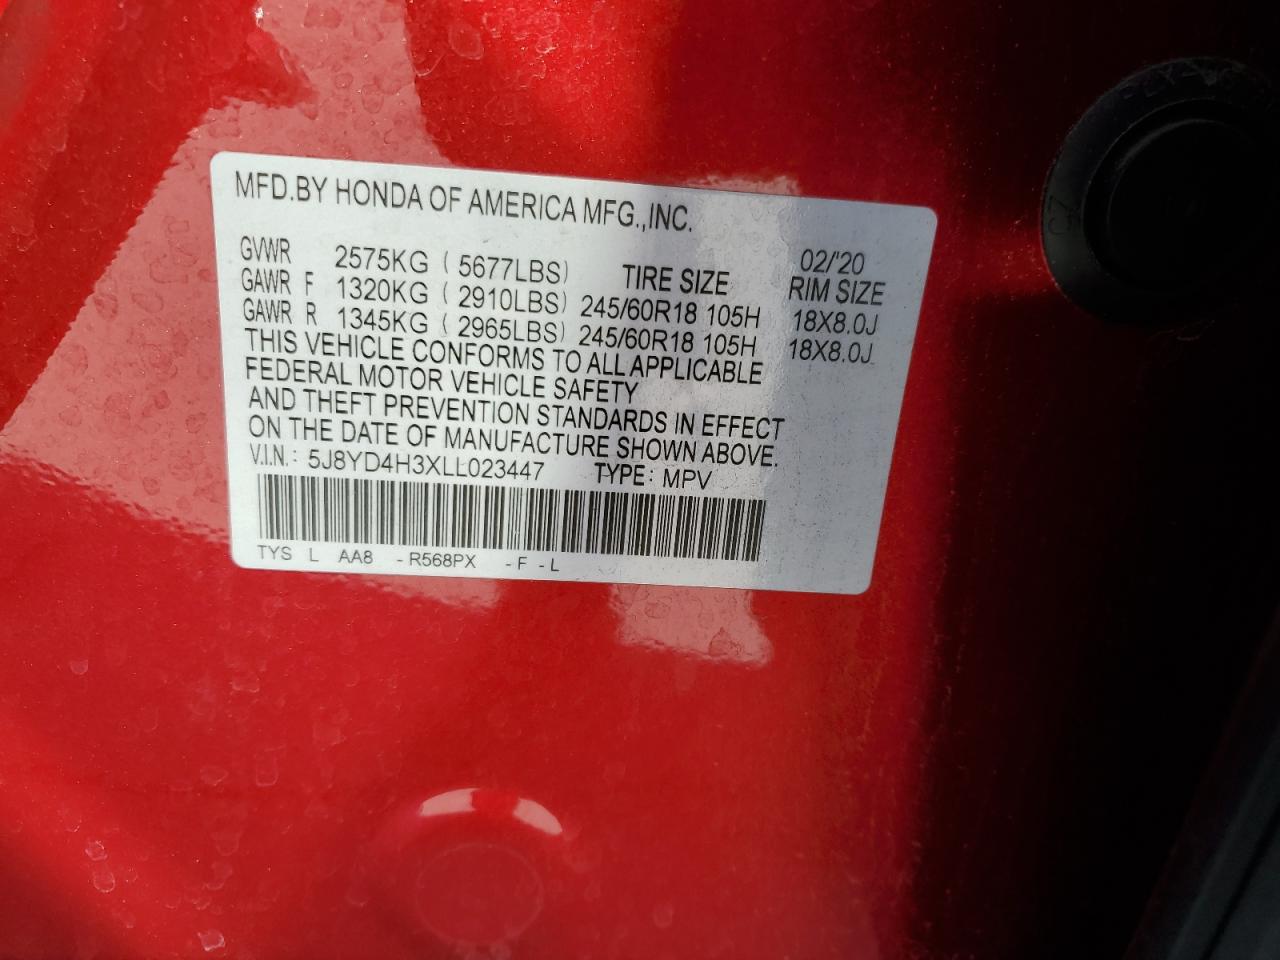 MFD.BY HONDA OF AMERICA MFG.,INC.
02/'20
GVWR 2575KG ( 5677LBS) TIRE SIZE RIM SIZE
GAWR F 1320KG ( 2910LBS) 245/60R18 105H 18X8.0J
GAWR R 1345KG ( 2965LBS) 245/60R18 105H 18X8.0J
THIS VEHICLE CONFORMS TO ALL APPLICABLE
FEDERAL MOTOR VEHICLE SAFETY
AND THEFT PREVENTION STANDARDS IN EFFECT
ON THE DATE OF MANUFACTURE SHOWN ABOVE.
V.I.N.: 5J8YD4H3XLL023447 TYPE: MPV
TYS L AA8 - R568PX - F - L